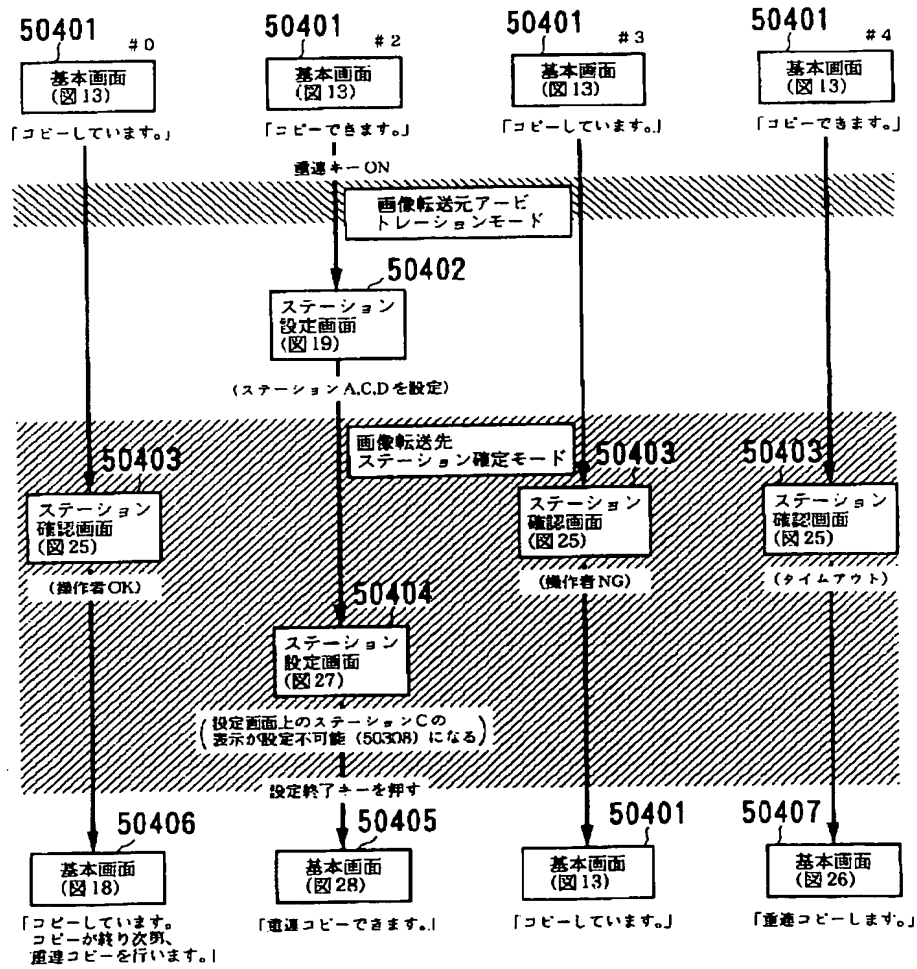 50401
#0
基本画面
(図13)
「コピーしています。」
50401
#2
基本画面
(図13)
「コピーできます。」
50401
#3
基本画面
(図13)
「コピーしています。」
50401
#4
基本画面
(図13)
「コピーできます。」
重連キーON
画像転送元アービ
トレーションモード
50402
ステーション
設定画面
(図19)
(ステーションA,C,Dを設定)
画像転送先
ステーション確定モード
50403
ステーション
確認画面
(図25)
(操作者OK)
50403
ステーション
確認画面
(図25)
(操作者NG)
50403
ステーション
確認画面
(図25)
(タイムアウト)
50404
ステーション
設定画面
(図27)
(設定画面上のステーションCの
表示が設定不可能(50308)になる)
設定終了キーを押す
50406
基本画面
(図18)
「コピーしています。
コピーが終り次第、
重連コピーを行います。」
50405
基本画面
(図28)
「重連コピーできます。」
50401
基本画面
(図13)
「コピーしています。」
50407
基本画面
(図26)
「重連コピーします。」